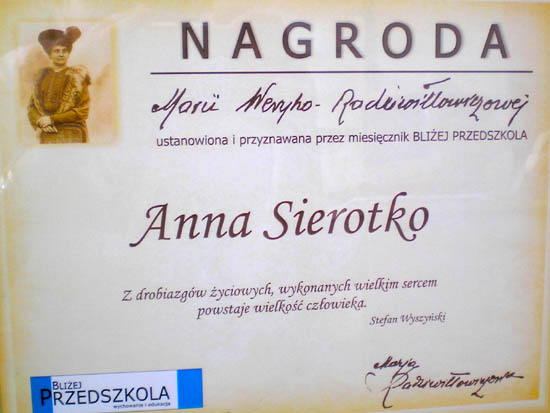 NAGRODA
Marii Weryho-Radziwiłłowiczowej
ustanowiona i przyznawana przez miesięcznik BLIŻEJ PRZEDSZKOLA
Anna Sierotko
Z drobiazgów życiowych, wykonanych wielkim sercem
powstaje wielkość człowieka.
Stefan Wyszyński
Marja
Radziwiłłowiczowa
BLIŻEJ
PRZEDSZKOLA
wychowanie i edukacja